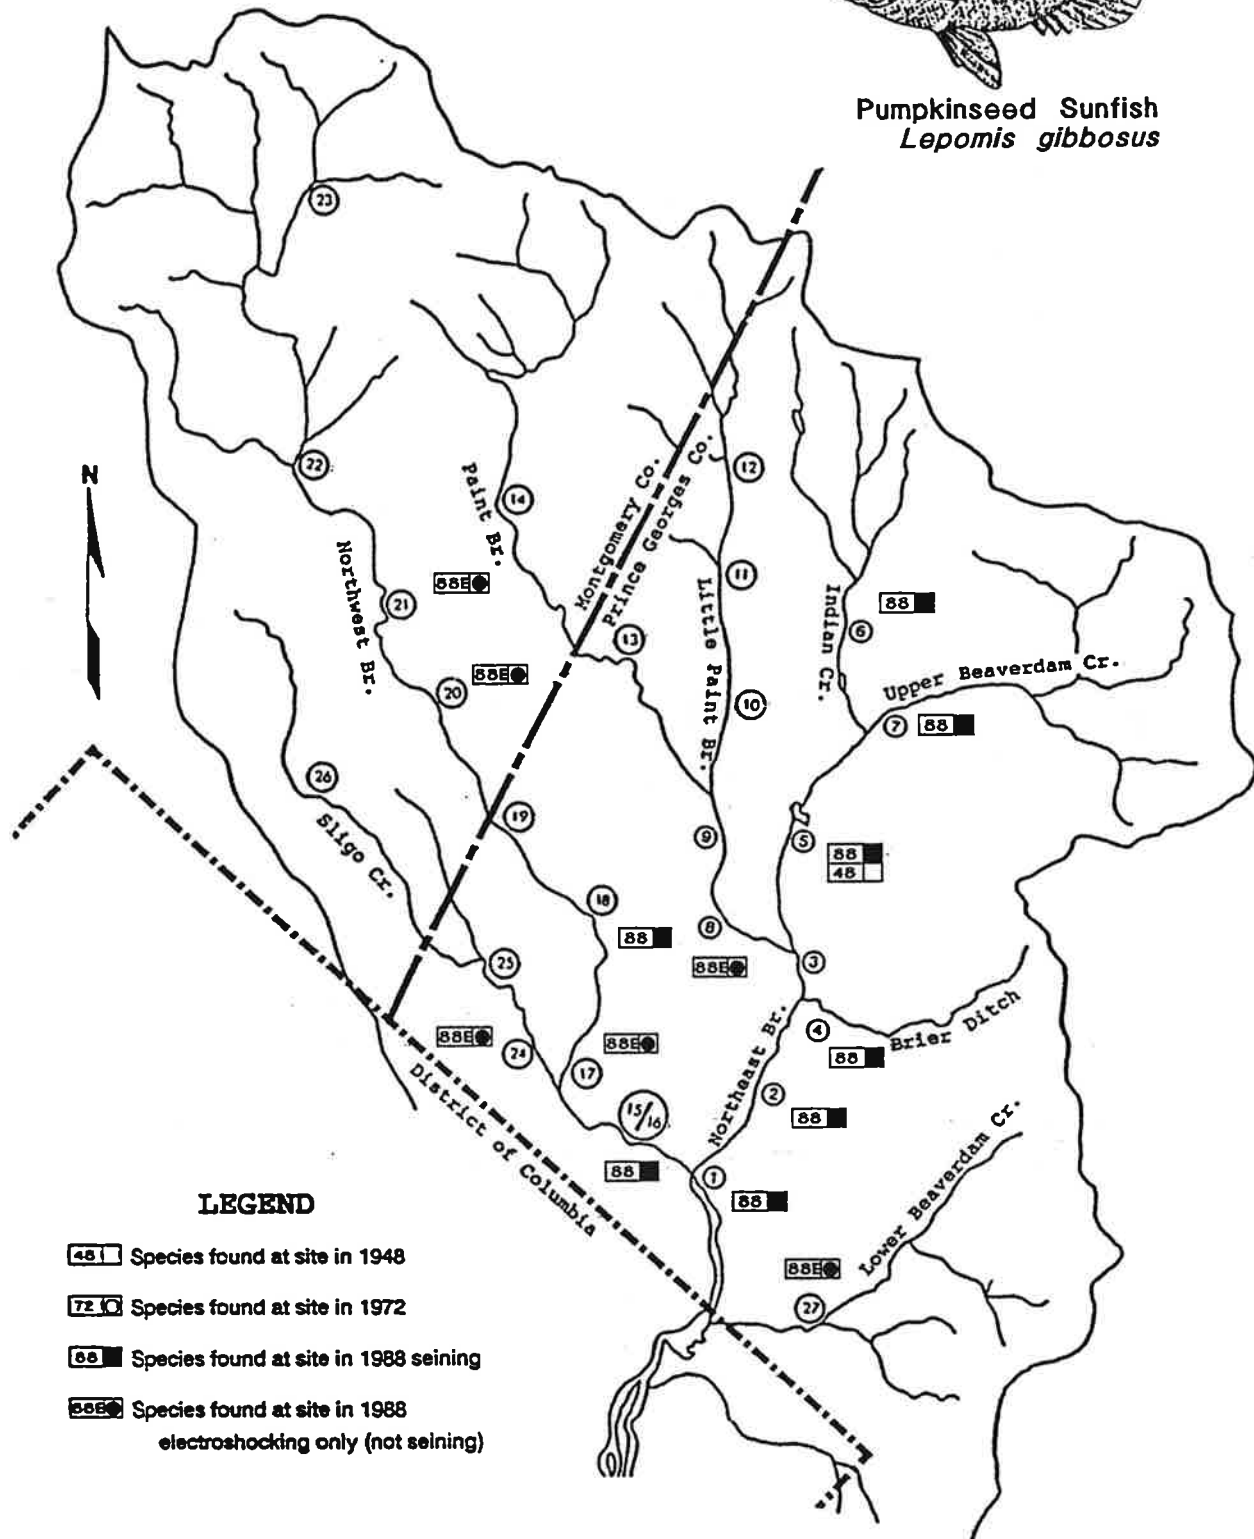 Pumpkinseed Sunfish
Lepomis gibbosus
23
N
22
Paint Br.
14
Montgomery Co.
Prince Georges Co.
12
Northwest Br.
21
88E
11
Little Paint Br.
Indian Cr.
88
6
13
20
88E
10
Upper Beaverdam Cr.
7
88
26
Sligo Cr.
19
9
5
88
48
18
88
8
88E
3
25
88E
24
88E
17
Northeast Br.
4
Brier Ditch
88
15/16
2
88
District of Columbia
88
1
88
Lower Beaverdam Cr.
88E
27
LEGEND
48 Species found at site in 1948
72 Species found at site in 1972
88 Species found at site in 1988 seining
88E Species found at site in 1988
electroshocking only (not seining)